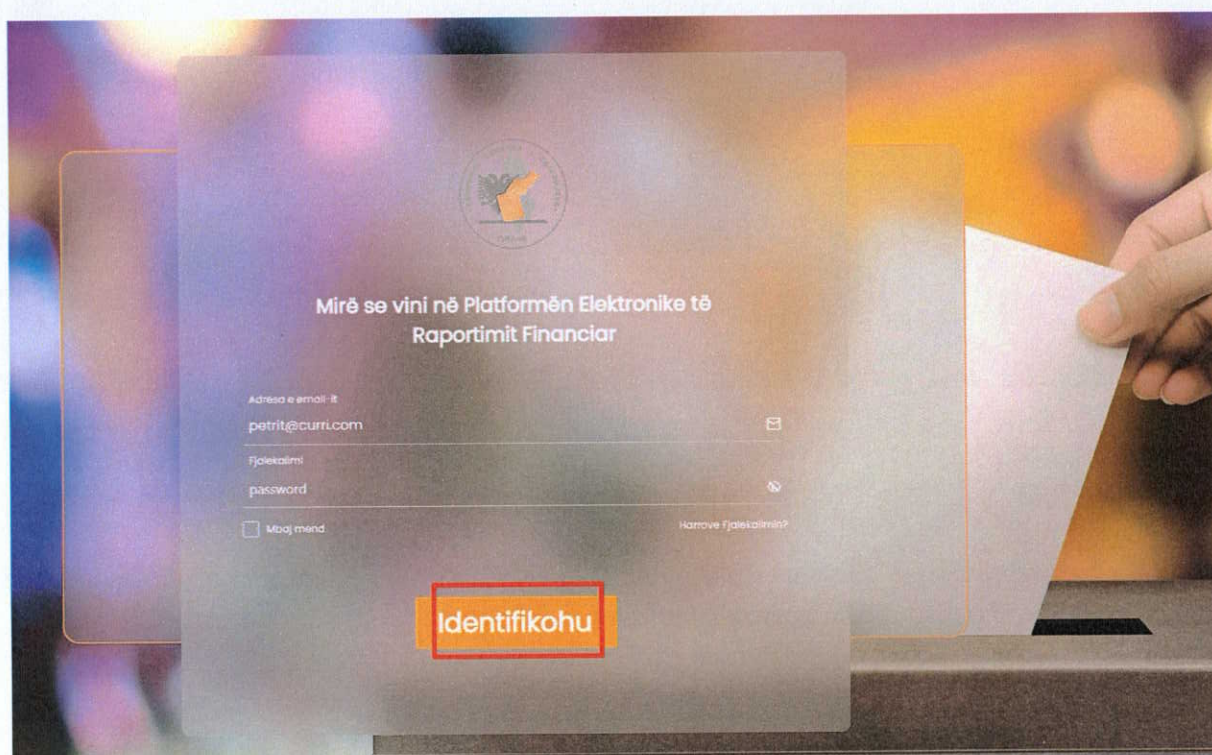 Mirë se vini në Platformën Elektronike të
Raportimit Financiar
Adresa e email-it
petrit@curri.com
Fjalekalimi
password
Mbaj mend
Harrove Fjalekalimin?
Identifikohu